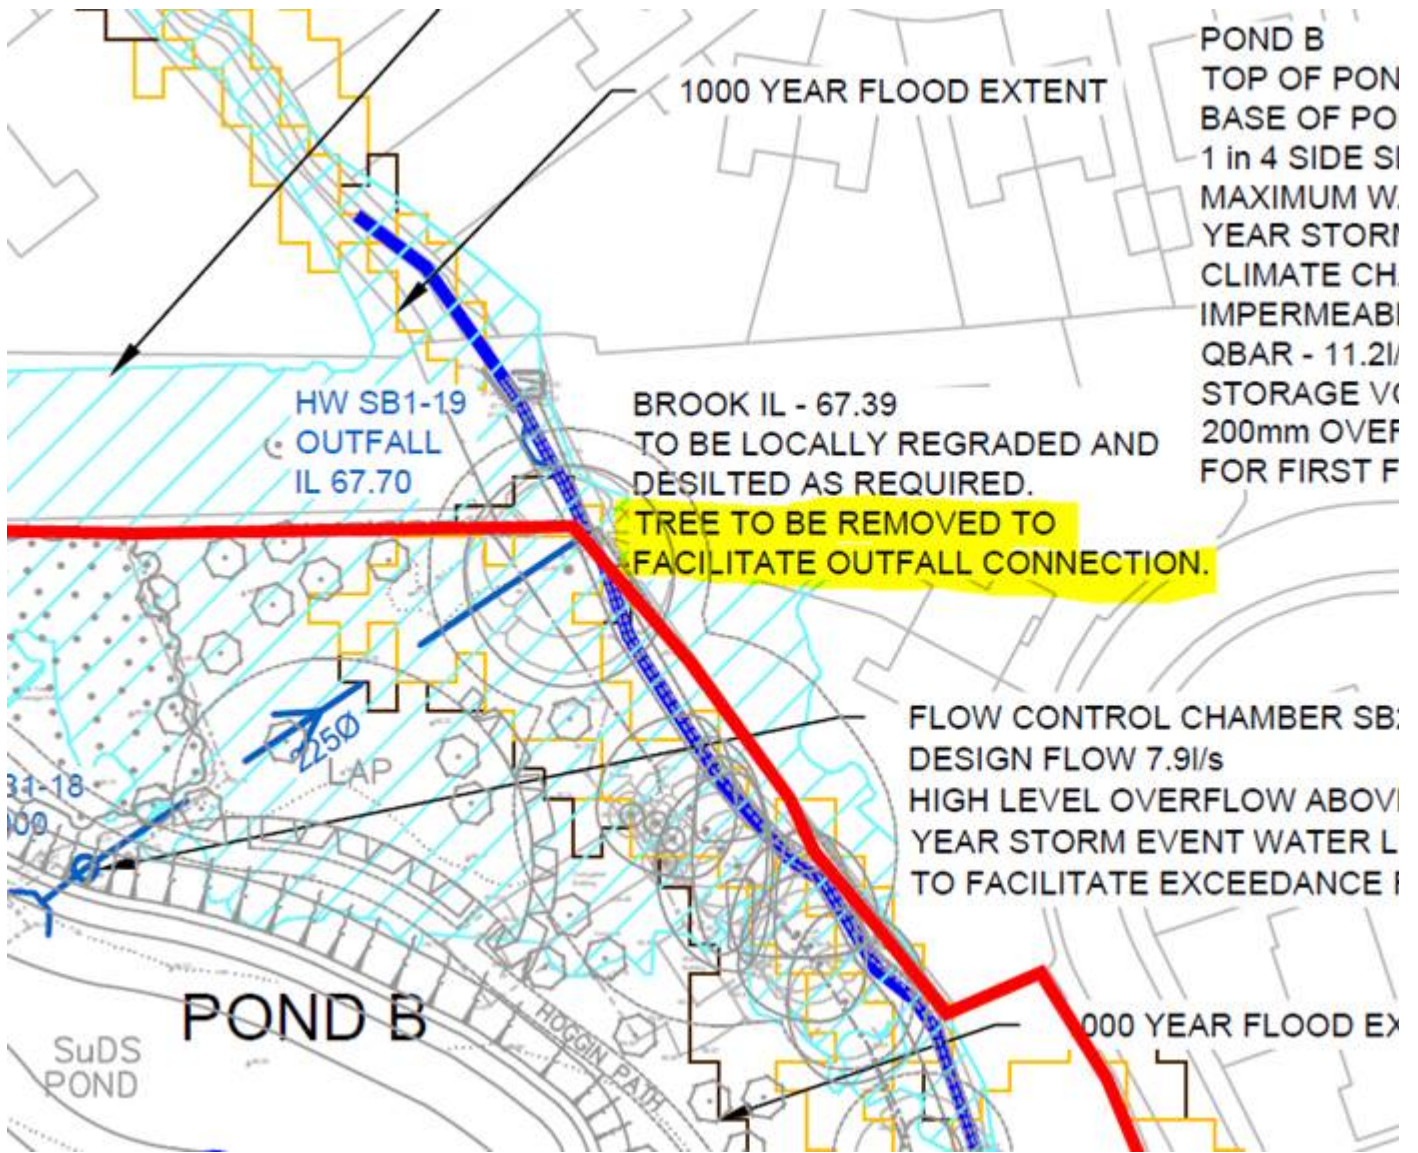 1000 YEAR FLOOD EXTENT
POND B
TOP OF PON
BASE OF PO
1 in 4 SIDE
MAXIMUM
YEAR STORM
CLIMATE CH
IMPERMEAB
QBAR - 11.2l/
STORAGE
200mm
FOR FIRST F
HW SB1-19
OUTFALL
IL 67.70
BROOK IL - 67.39
TO BE LOCALLY REGRADED AND
DESILTED AS REQUIRED.
TREE TO BE REMOVED TO
FACILITATE OUTFALL CONNECTION.
FLOW CONTROL CHAMBER SB
DESIGN FLOW 7.9l/s
HIGH LEVEL OVERFLOW ABOV
YEAR STORM EVENT WATER L
TO FACILITATE EXCEEDANCE
225Ø
LAP
1-18
00
POND B
SuDS
POND
HOGGIN PATH
000 YEAR FLOOD EX